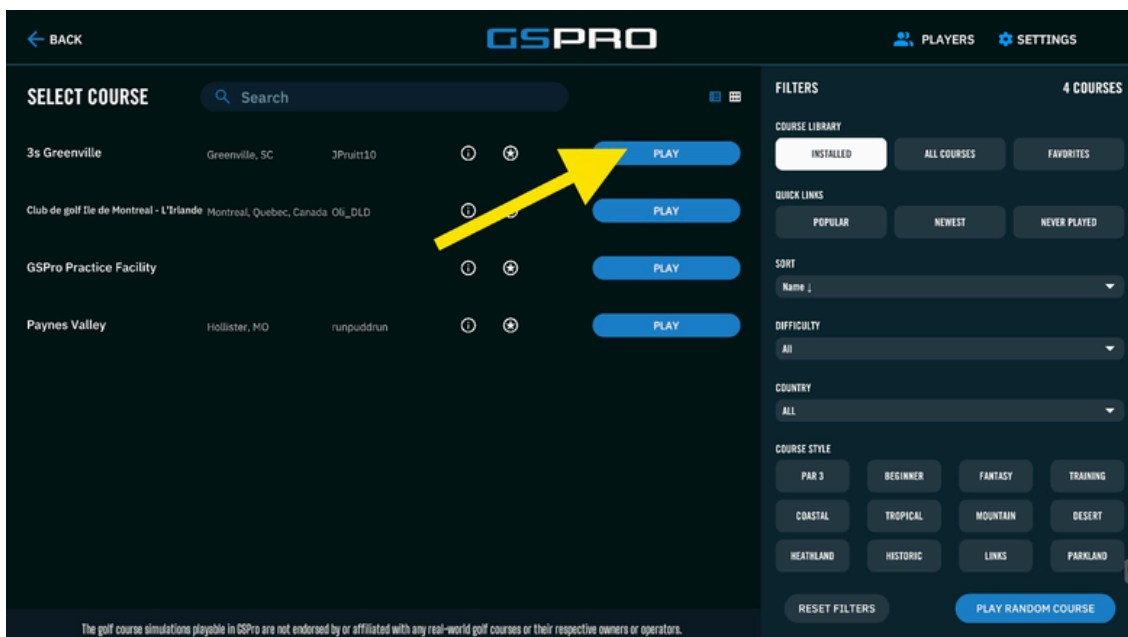 BACK
GSPRO
PLAYERS
SETTINGS
SELECT COURSE
Search
3s Greenville
Greenville, SC
JPruitt10
PLAY
Club de golf Ile de Montreal - L'Irlande
Montreal, Quebec, Canada
Oli_DLD
PLAY
GSPro Practice Facility
PLAY
Paynes Valley
Hollister, MO
runpuddrun
PLAY
The golf course simulations playable in GSPro are not endorsed by or affiliated with any real-world golf courses or their respective owners or operators.
FILTERS
4 COURSES
COURSE LIBRARY
INSTALLED
ALL COURSES
FAVORITES
QUICK LINKS
POPULAR
NEWEST
NEVER PLAYED
SORT
Name ↓
DIFFICULTY
All
COUNTRY
ALL
COURSE STYLE
PAR 3
BEGINNER
FANTASY
TRAINING
COASTAL
TROPICAL
MOUNTAIN
DESERT
HEATHLAND
HISTORIC
LINKS
PARKLAND
RESET FILTERS
PLAY RANDOM COURSE